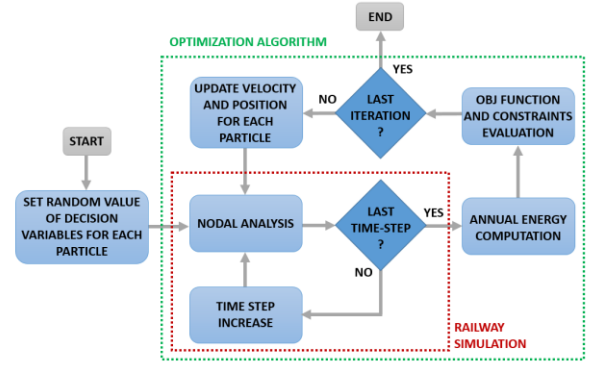 END
OPTIMIZATION ALGORITHM
YES
UPDATE VELOCITY
AND POSITION
FOR EACH
PARTICLE
NO
LAST
ITERATION
?
OBJ FUNCTION
AND CONSTRAINTS
EVALUATION
START
SET RANDOM VALUE
OF DECISION
VARIABLES FOR EACH
PARTICLE
NODAL ANALYSIS
LAST
TIME-STEP
?
YES
ANNUAL ENERGY
COMPUTATION
NO
TIME STEP
INCREASE
RAILWAY
SIMULATION